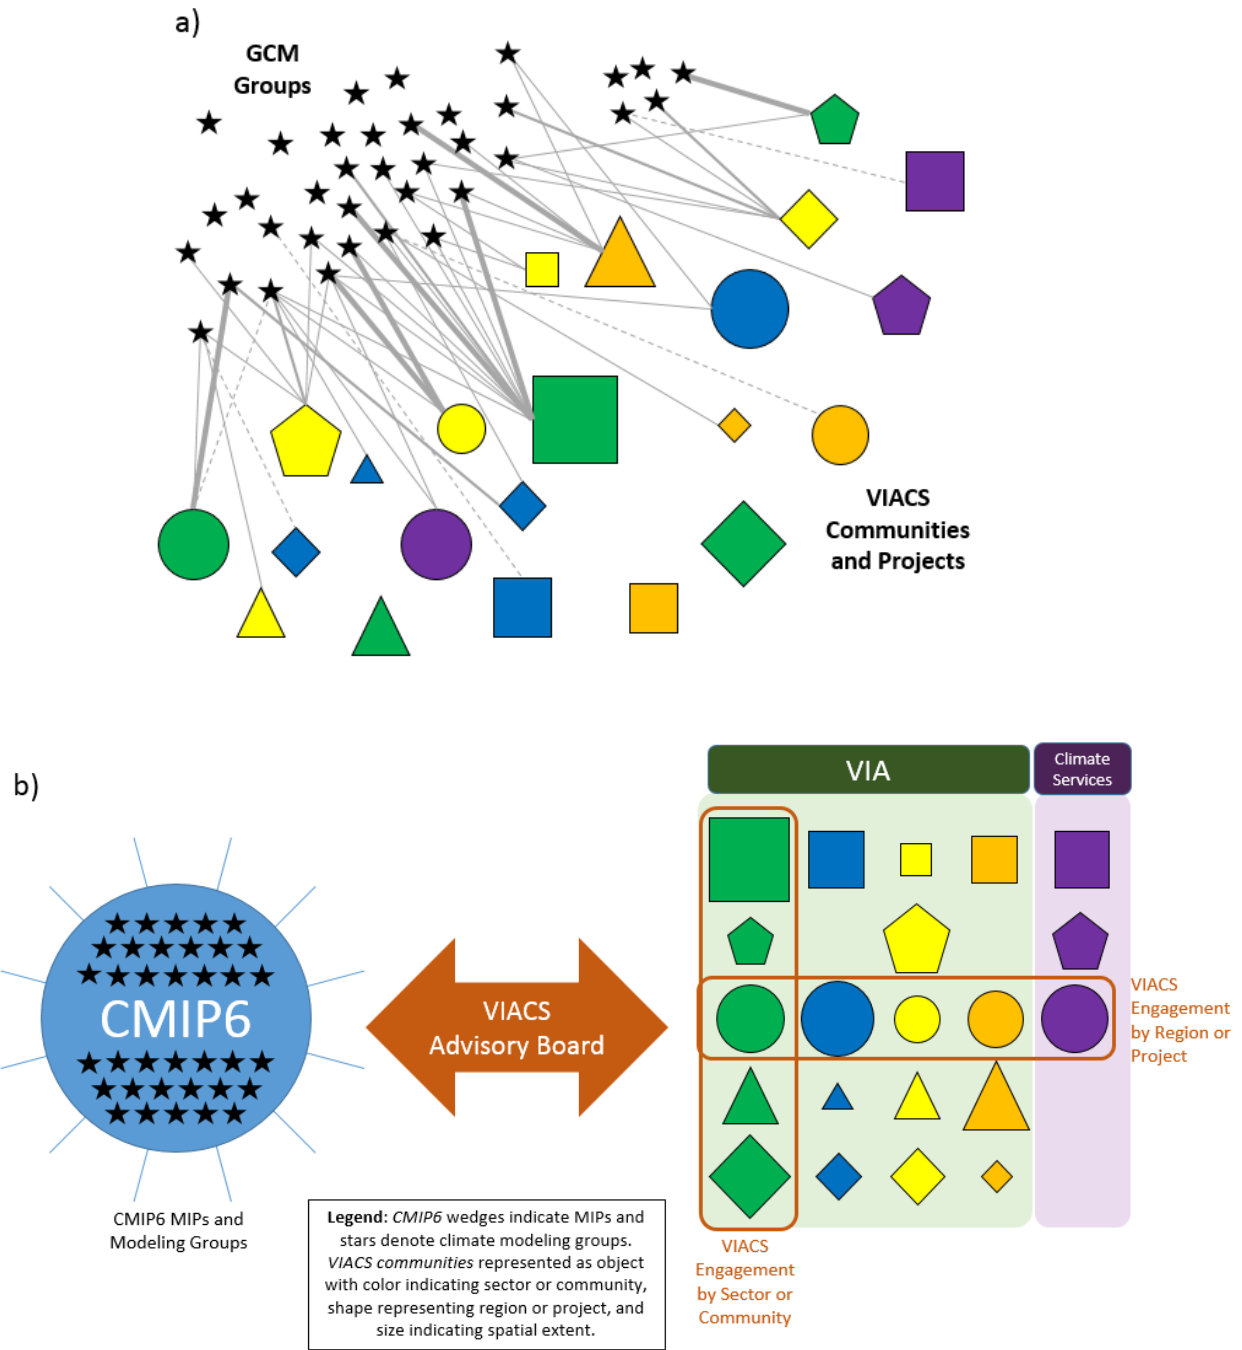 a)
GCM
Groups
VIACS
Communities
and Projects
b)
VIA
Climate
Services
CMIP6
VIACS
Advisory Board
VIACS
Engagement
by Region or
Project
CMIP6 MIPs and
Modeling Groups
Legend: CMIP6 wedges indicate MIPs and
stars denote climate modeling groups.
VIACS communities represented as object
with color indicating sector or community,
shape representing region or project, and
size indicating spatial extent.
VIACS
Engagement
by Sector or
Community